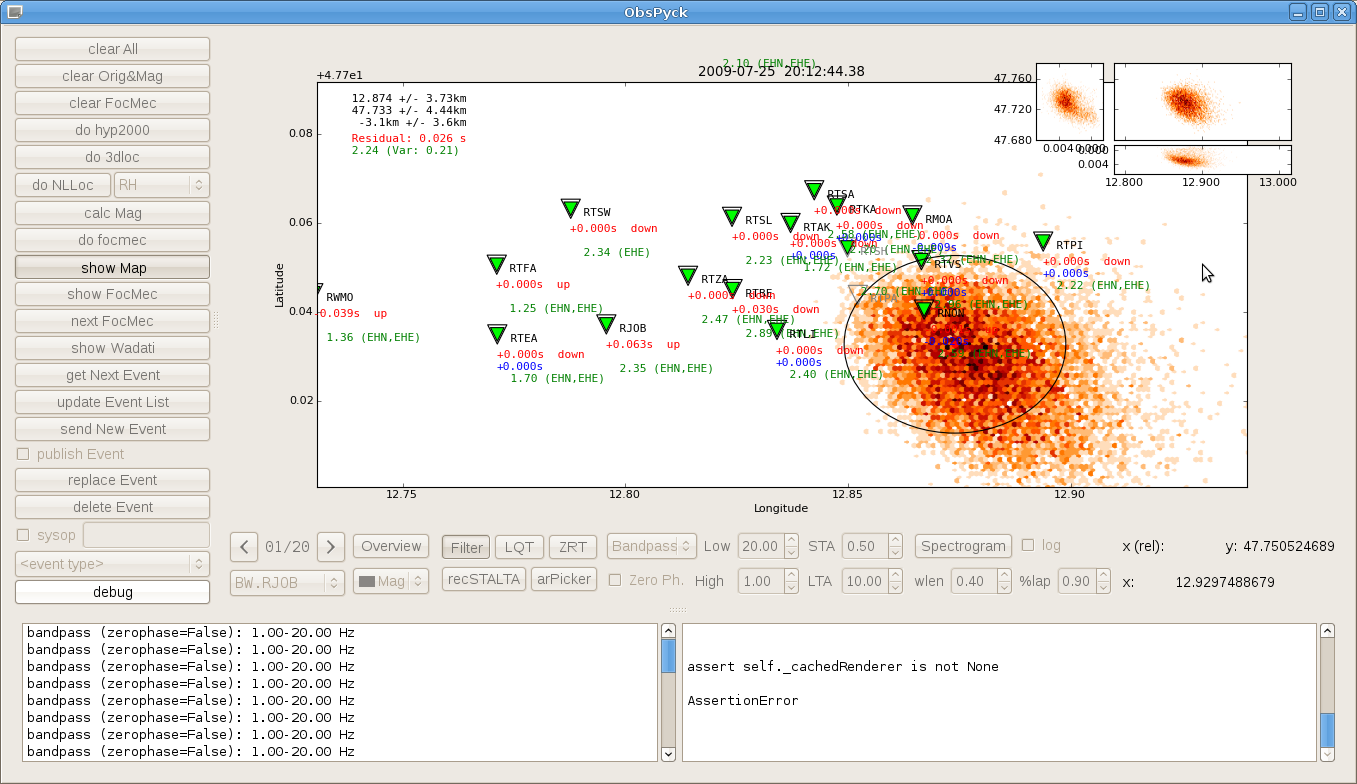 ObsPyck
clear All
clear Orig&Mag
clear FocMec
do hyp2000
do 3dloc
do NLLoc
RH
calc Mag
do focmec
show Map
show FocMec
next FocMec
show Wadati
get Next Event
update Event List
send New Event
publish Event
replace Event
delete Event
sysop
<event type>
debug
2.10 (EHN,EHE)
+4.77e1
2009-07-25 20:12:44.38
12.874 +/- 3.73km
47.733 +/- 4.44km
-3.1km +/- 3.6km
Residual: 0.026 s
2.24 (Var: 0.21)
47.760
47.720
47.680
0.004
0.000
0.000
0.004
12.800
12.900
13.000
0.08
0.06
0.04
0.02
Latitude
12.75
12.80
12.85
12.90
Longitude
RTSW
+0.000s down
2.34 (EHE)
RTFA
+0.000s up
1.25 (EHN,EHE)
RWMO
+0.039s up
1.36 (EHN,EHE)
RTEA
+0.000s down
+0.000s
1.70 (EHN,EHE)
RJOB
+0.063s up
2.35 (EHN,EHE)
RTSL
+0.000s down
2.23 (EHN,EHE)
RTZA
+0.000s down
2.47 (EHN,EHE)
RTBE
+0.030s down
2.89 (EHN,EHE)
RTLI
+0.000s down
+0.000s
2.40 (EHN,EHE)
RTSA
+0.000s down
RTKA
+0.000s down
+0.000s
RTAK
+0.000s down
+0.000s
1.72 (EHN,EHE)
2.58 (EHN,EHE)
RTSH
RMOA
+0.000s down
-0.009s
RTVS
+0.000s down
2.70 (EHN,EHE)
RTPA
RNON
RTPI
+0.000s down
+0.000s
2.22 (EHN,EHE)
01/20
Overview
Filter
LQT
ZRT
Bandpass
Low
20.00
STA
0.50
Spectrogram
log
x (rel):
y: 47.750524689
BW.RJOB
Mag
recSTALTA
arPicker
Zero Ph.
High
1.00
LTA
10.00
wlen
0.40
%lap
0.90
x:
12.9297488679
bandpass (zerophase=False): 1.00-20.00 Hz
bandpass (zerophase=False): 1.00-20.00 Hz
bandpass (zerophase=False): 1.00-20.00 Hz
bandpass (zerophase=False): 1.00-20.00 Hz
bandpass (zerophase=False): 1.00-20.00 Hz
bandpass (zerophase=False): 1.00-20.00 Hz
bandpass (zerophase=False): 1.00-20.00 Hz
bandpass (zerophase=False): 1.00-20.00 Hz
assert self._cachedRenderer is not None
AssertionError